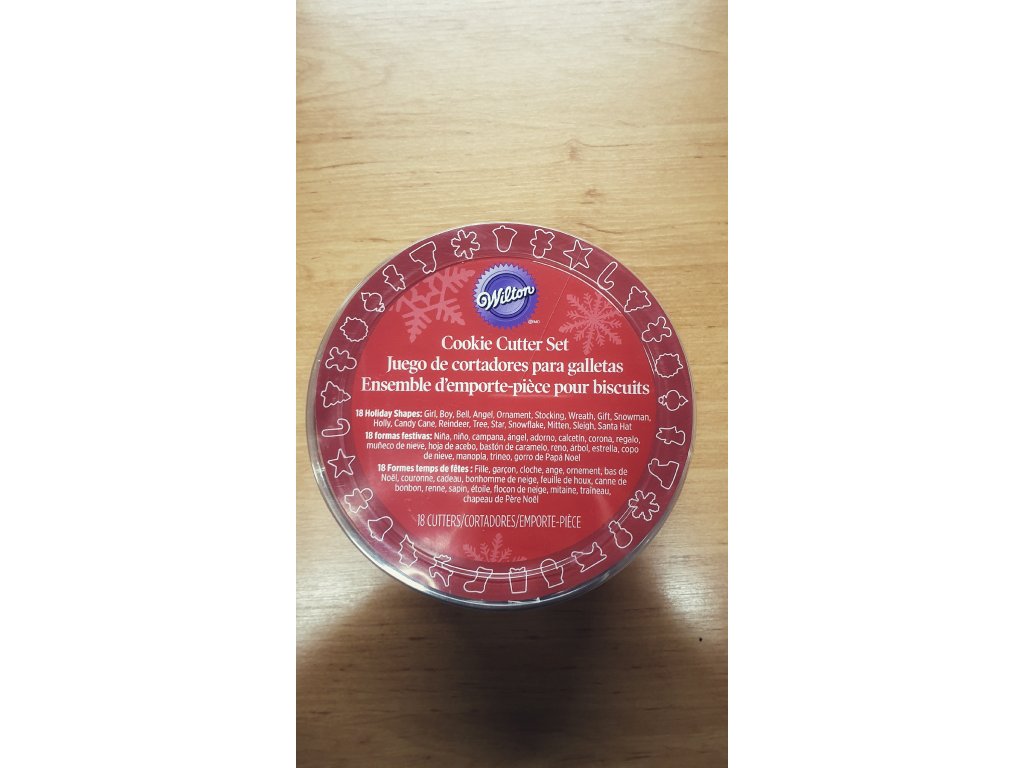 Wilton
Cookie Cutter Set
Juego de cortadores para galletas
Ensemble d'emporte-pièce pour biscuits
18 Holiday Shapes: Girl, Boy, Bell, Angel, Ornament, Stocking, Wreath, Gift, Snowman,
Holly, Candy Cane, Reindeer, Tree, Star, Snowflake, Mitten, Sleigh, Santa Hat
18 formas festivas: Niña, niño, campana, ángel, adorno, calcetín, corona, regalo,
muñeco de nieve, hoja de acebo, bastón de caramelo, reno, árbol, estrella, copo
de nieve, manopla, trineo, gorro de Papá Noel
18 Formes temps de fêtes : Fille, garçon, cloche, ange, ornement, bas de
Noël, couronne, cadeau, bonhomme de neige, feuille de houx, canne de
bonbon, renne, sapin, étoile, flocon de neige, mitaine, traîneau,
chapeau de Père Noël
18 CUTTERS/CORTADORES/EMPORTE-PIÈCE